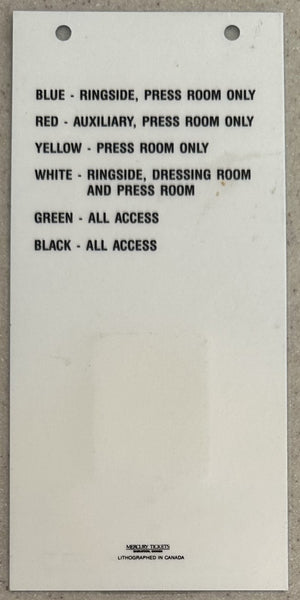 BLUE - RINGSIDE, PRESS ROOM ONLY
RED - AUXILIARY, PRESS ROOM ONLY
YELLOW - PRESS ROOM ONLY
WHITE - RINGSIDE, DRESSING ROOM
AND PRESS ROOM
GREEN - ALL ACCESS
BLACK - ALL ACCESS
MERCURY TICKETS
LITHOGRAPHED IN CANADA